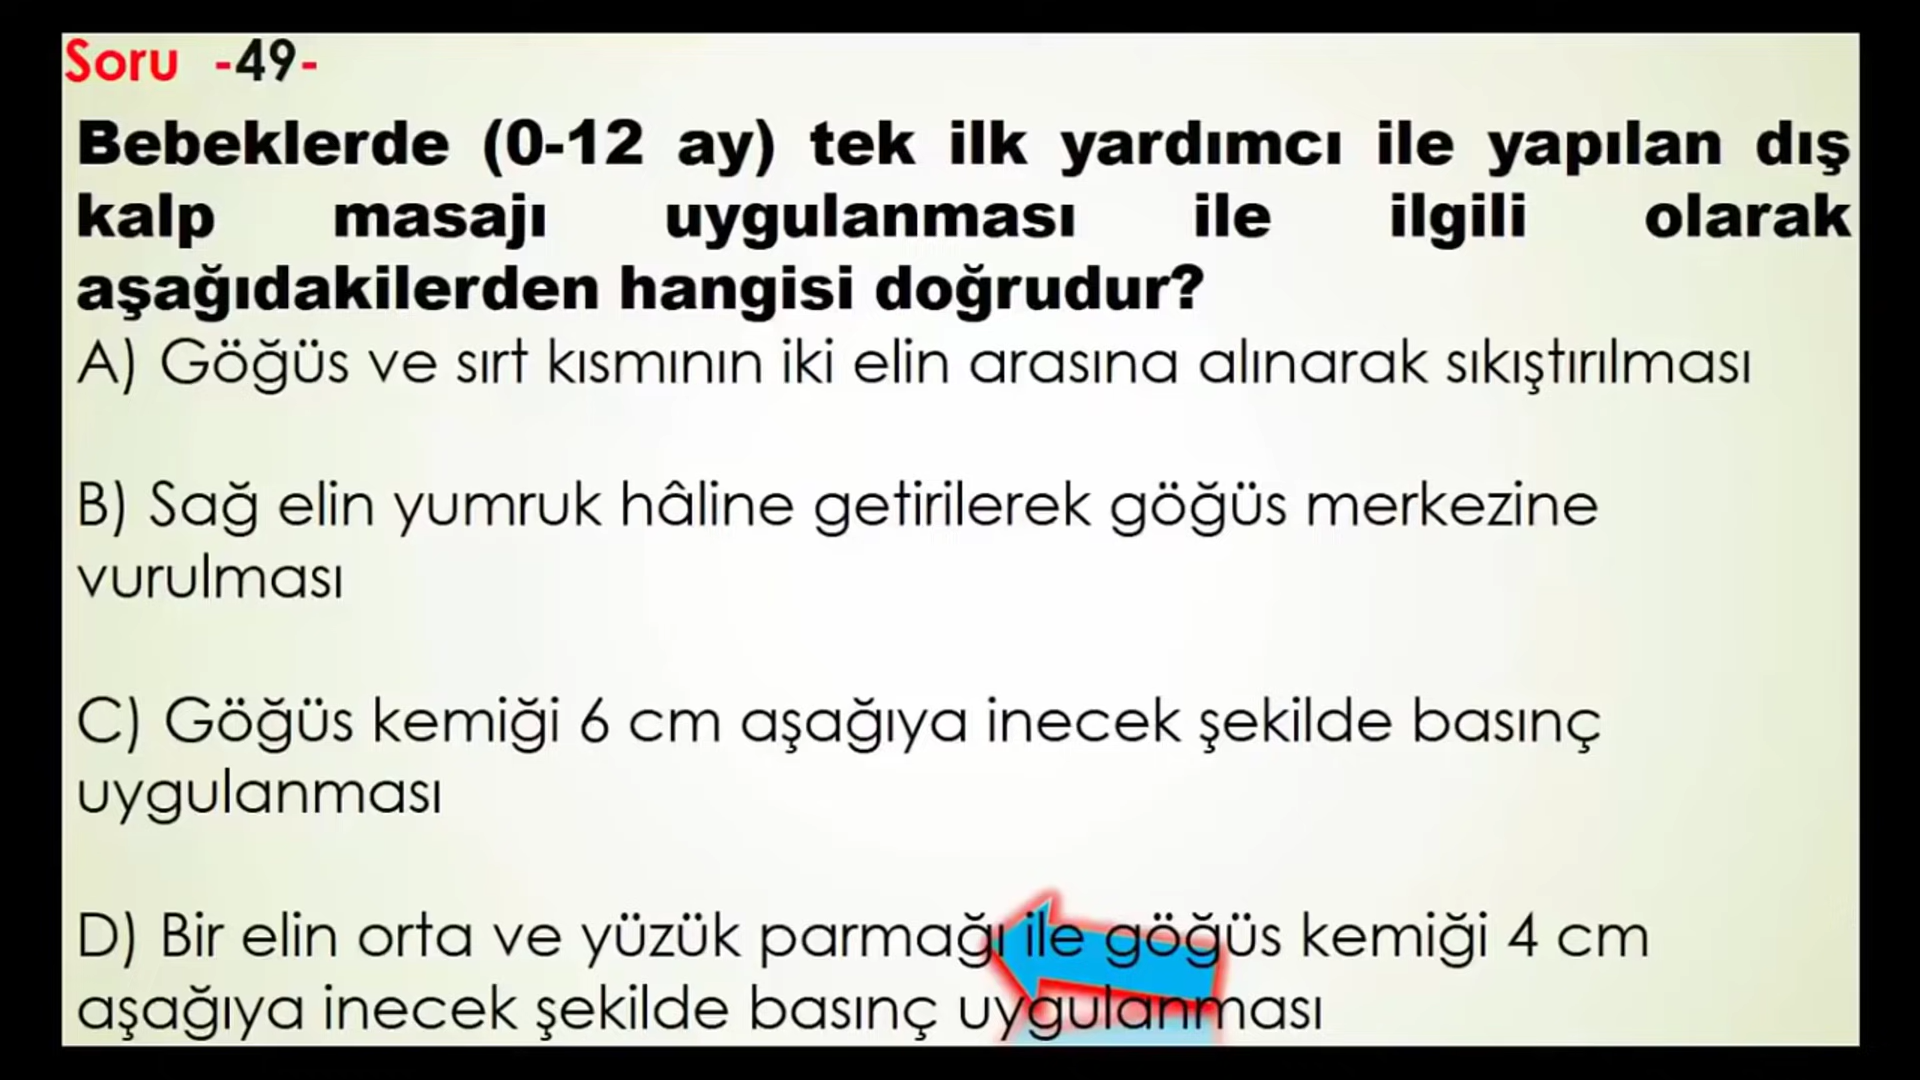 Soru -49-
Bebeklerde (0-12 ay) tek ilk yardımcı ile yapılan dış
kalp masajı uygulanması ile ilgili olarak
aşağıdakilerden hangisi doğrudur?
A) Göğüs ve sırt kısmının iki elin arasına alınarak sıkıştırılması
B) Sağ elin yumruk hâline getirilerek göğüs merkezine
vurulması
C) Göğüs kemiği 6 cm aşağıya inecek şekilde basınç
uygulanması
D) Bir elin orta ve yüzük parmağı ile göğüs kemiği 4 cm
aşağıya inecek şekilde basınç uygulanması